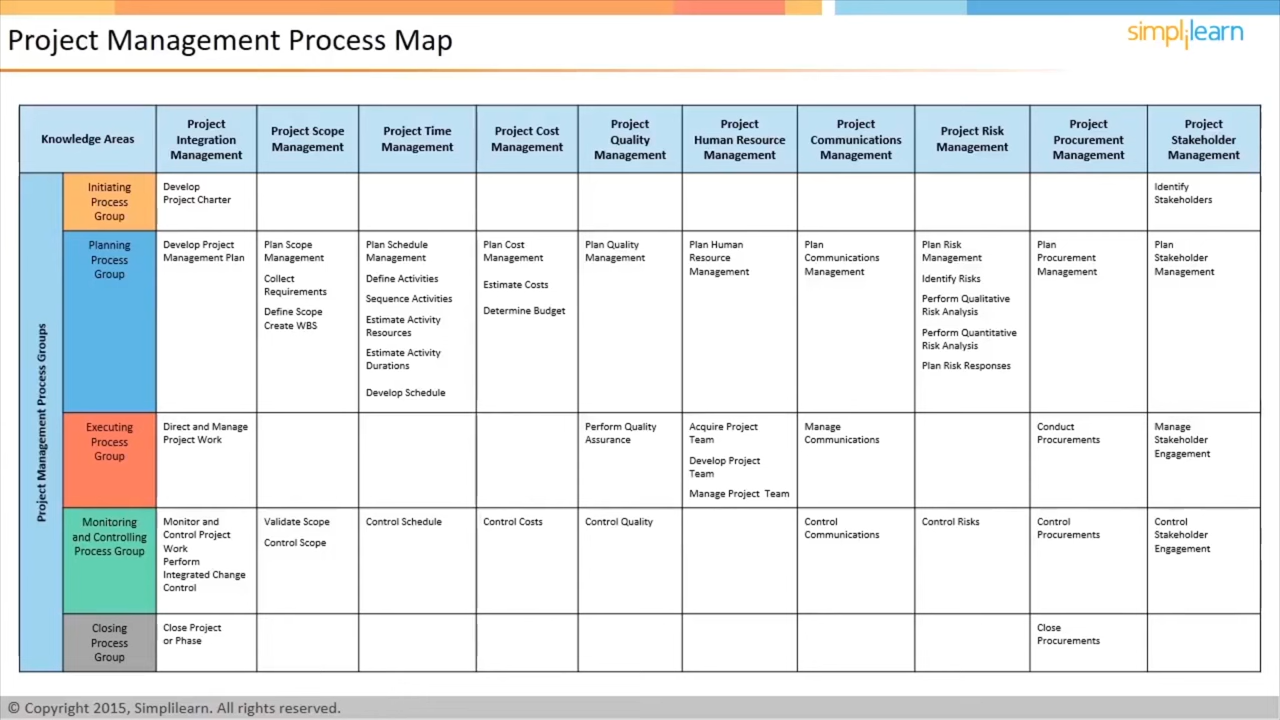 Project Management Process Map
simplilearn
Knowledge Areas
Project
Integration
Management
Project Scope
Management
Project Time
Management
Project Cost
Management
Project
Quality
Management
Project
Human Resource
Management
Project
Communications
Management
Project Risk
Management
Project
Procurement
Management
Project
Stakeholder
Management
Project Management Process Groups
Initiating
Process
Group
Develop
Project Charter
Identify
Stakeholders
Planning
Process
Group
Develop Project
Management Plan
Plan Scope
Management
Collect
Requirements
Define Scope
Create WBS
Plan Schedule
Management
Define Activities
Sequence Activities
Estimate Activity
Resources
Estimate Activity
Durations
Develop Schedule
Plan Cost
Management
Estimate Costs
Determine Budget
Plan Quality
Management
Plan Human
Resource
Management
Plan
Communications
Management
Plan Risk
Management
Identify Risks
Perform Qualitative
Risk Analysis
Perform Quantitative
Risk Analysis
Plan Risk Responses
Plan
Procurement
Management
Plan
Stakeholder
Management
Executing
Process
Group
Direct and Manage
Project Work
Perform Quality
Assurance
Acquire Project
Team
Develop Project
Team
Manage Project Team
Manage
Communications
Conduct
Procurements
Manage
Stakeholder
Engagement
Monitoring
and Controlling
Process Group
Monitor and
Control Project
Work
Perform
Integrated Change
Control
Validate Scope
Control Scope
Control Schedule
Control Costs
Control Quality
Control
Communications
Control Risks
Control
Procurements
Control
Stakeholder
Engagement
Closing
Process
Group
Close Project
or Phase
Close
Procurements
© Copyright 2015, Simplilearn. All rights reserved.